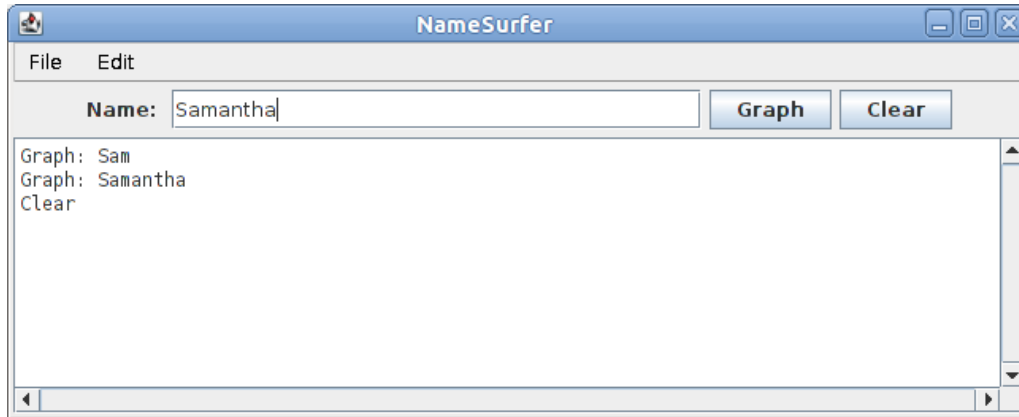 NameSurfer
File Edit
Name: Samantha Graph Clear
Graph: Sam
Graph: Samantha
Clear